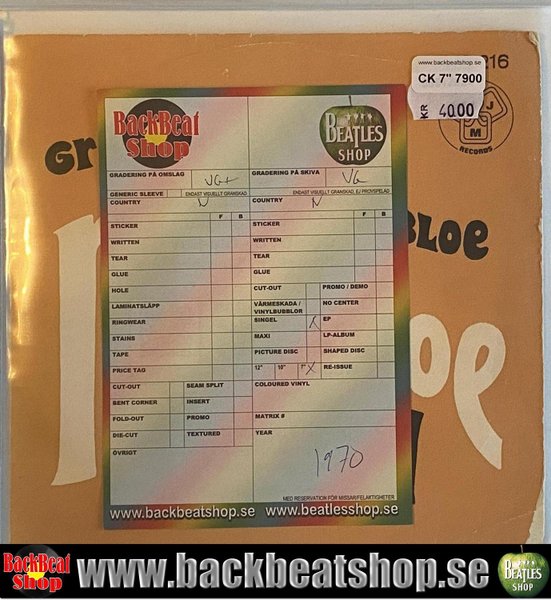 www.backbeatshop.se
CK 7" 7900
KR 40.00
216
MJM
RECORDS
Gr
BLOE
oe
BackBeat
Shop
BEATLES
SHOP
GRADERING PÅ OMSLAG VG+
GRADERING PÅ SKIVA VG
GENERIC SLEEVE
ENDAST VISUELLT GRANSKAD
ENDAST VISUELLT GRANSKAD, EJ PROVSPELAD
COUNTRY N
COUNTRY N
F B
F B
STICKER
STICKER
WRITTEN
WRITTEN
TEAR
TEAR
GLUE
GLUE
HOLE
CUT-OUT
PROMO / DEMO
LAMINATSLÄPP
VÄRMESKADA / VINYLBUBBLOR
NO CENTER
RINGWEAR
SINGEL X
EP
STAINS
MAXI
LP-ALBUM
TAPE
PICTURE DISC
SHAPED DISC
PRICE TAG
12" 10" 7" X
RE-ISSUE
CUT-OUT
SEAM SPLIT
COLOURED VINYL
BENT CORNER
INSERT
FOLD-OUT
PROMO
MATRIX #
DIE-CUT
TEXTURED
YEAR
ÖVRIGT
1970
MED RESERVATION FÖR MISSAR/FELAKTIGHETER
www.backbeatshop.se www.beatlesshop.se
BackBeat
Shop
www.backbeatshop.se
BEATLES
SHOP